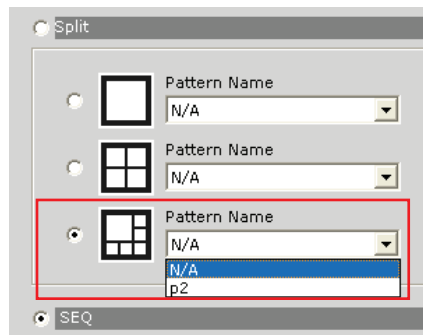 Split
Pattern Name
N/A
Pattern Name
N/A
Pattern Name
N/A
N/A
p2
SEQ